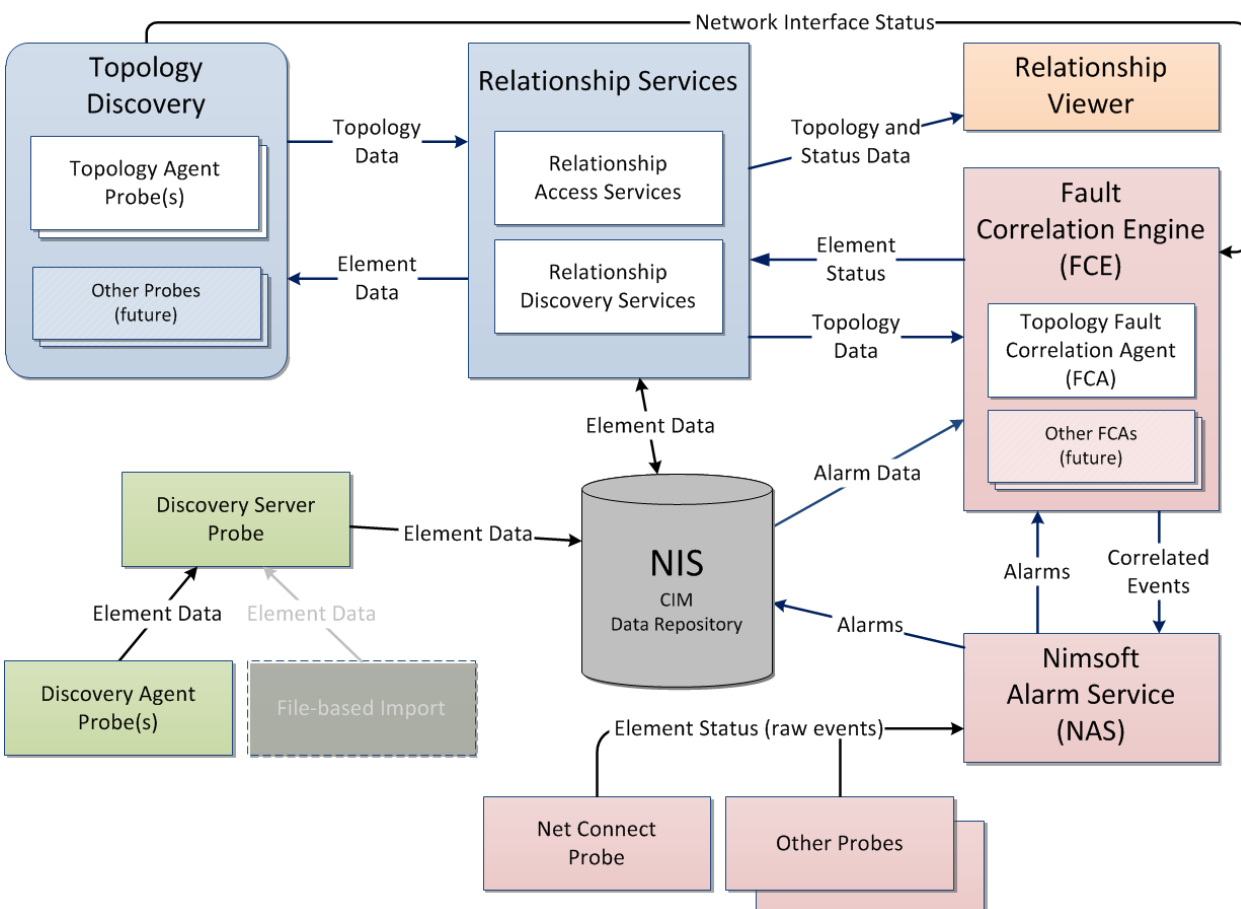 Network Interface Status
Topology
Discovery
Topology Agent
Probe(s)
Other Probes
(future)
Topology
Data
Element
Data
Relationship Services
Relationship
Access Services
Relationship
Discovery Services
Topology and
Status Data
Element
Status
Topology
Data
Relationship
Viewer
Fault
Correlation Engine
(FCE)
Topology Fault
Correlation Agent
(FCA)
Other FCAs
(future)
Element Data
Alarm Data
Discovery Server
Probe
Element Data
NIS
CIM
Data Repository
Alarms
Correlated
Events
Element Data
Element Data
Alarms
Discovery Agent
Probe(s)
File-based Import
Nimsoft
Alarm Service
(NAS)
Element Status (raw events)
Net Connect
Probe
Other Probes